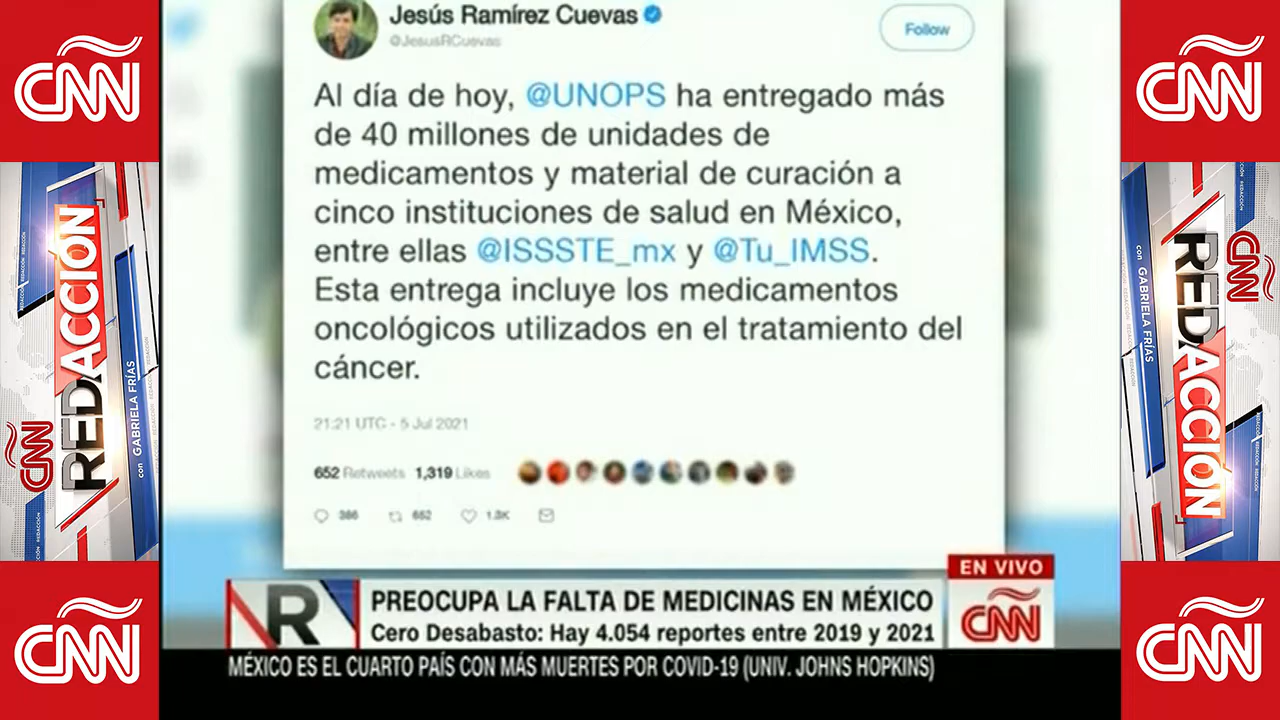 Jesús Ramírez Cuevas
@JesusRCuevas
Follow
Al día de hoy, @UNOPS ha entregado más
de 40 millones de unidades de
medicamentos y material de curación a
cinco instituciones de salud en México,
entre ellas @ISSSTE_mx y @Tu_IMSS.
Esta entrega incluye los medicamentos
oncológicos utilizados en el tratamiento del
cáncer.
21:21 UTC - 5 Jul 2021
652 Retweets 1,319 Likes
386 652 1.3K
EN VIVO
R
PREOCUPA LA FALTA DE MEDICINAS EN MÉXICO
Cero Desabasto: Hay 4.054 reportes entre 2019 y 2021
CNN
MÉXICO ES EL CUARTO PAÍS CON MÁS MUERTES POR COVID-19 (UNIV. JOHNS HOPKINS)
CNN
CNN
REDACCIÓN
con GABRIELA FRÍAS
CNN
CNN
CNN
REDACCIÓN
con GABRIELA FRÍAS
CNN